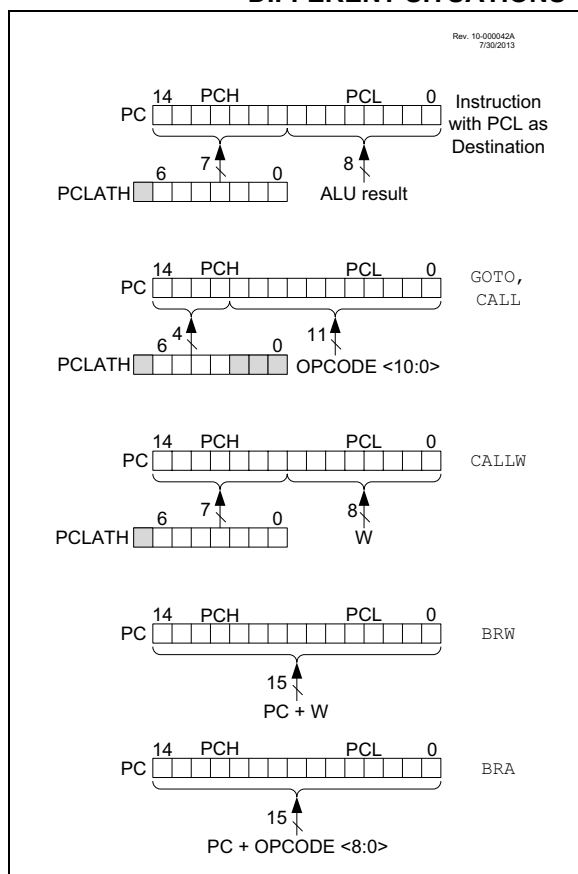 Rev. 10-000042A
7/30/2013
14 PCH PCL 0
PC
Instruction
with PCL as
Destination
7 8
6 0
PCLATH
ALU result
14 PCH PCL 0
PC
GOTO,
CALL
4 11
6 0
PCLATH
OPCODE <10:0>
14 PCH PCL 0
PC
CALLW
7 8
6 0
PCLATH
W
14 PCH PCL 0
PC
BRW
15
PC + W
14 PCH PCL 0
PC
BRA
15
PC + OPCODE <8:0>